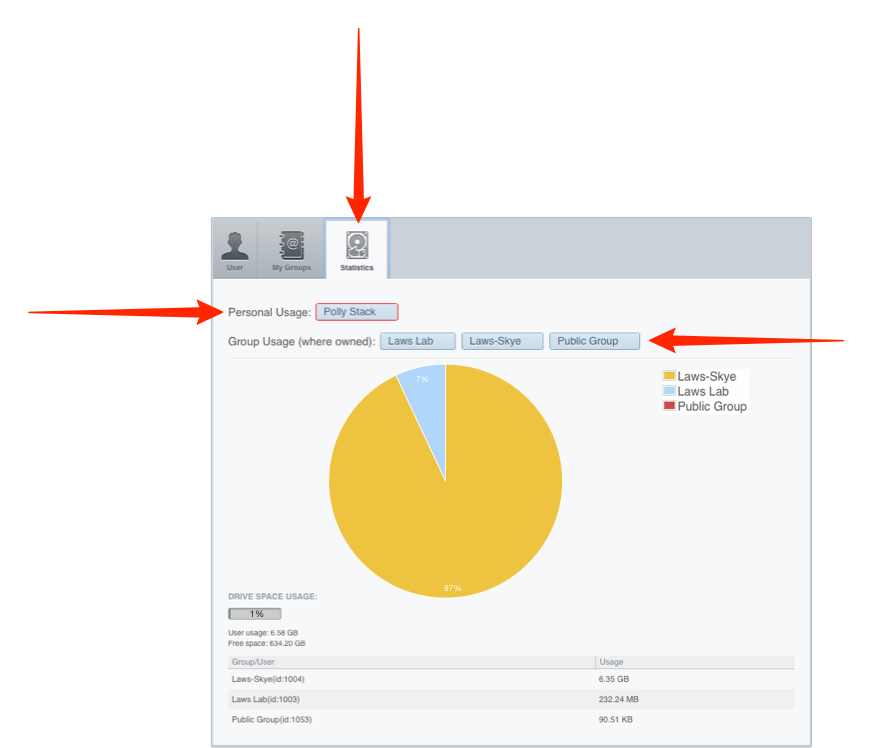 User My Groups Statistics
Personal Usage: Polly Stack
Group Usage (where owned): Laws Lab Laws-Skye Public Group
7%
Laws-Skye
Laws Lab
Public Group
97%
DRIVE SPACE USAGE:
1%
User usage: 6.58 GB
Free space: 634.20 GB
Group/User Usage
Laws-Skye(id:1004) 6.35 GB
Laws Lab(id:1003) 232.24 MB
Public Group(id:1053) 90.51 KB